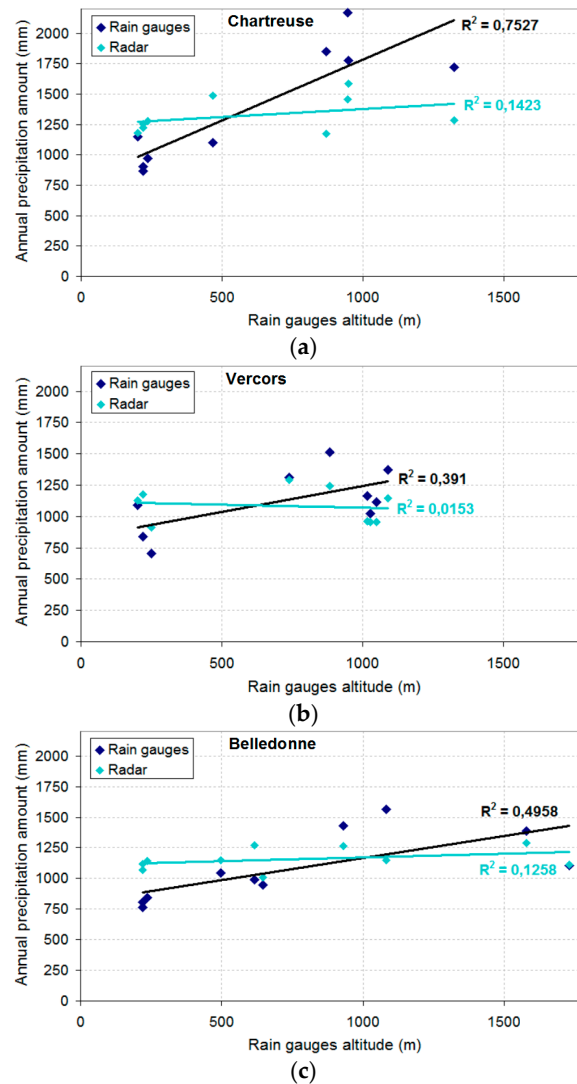 Chartreuse
Rain gauges
Radar
R² = 0,7527
R² = 0,1423
Annual precipitation amount (mm)
2000
1750
1500
1250
1000
750
500
250
0
0 500 1000 1500
Rain gauges altitude (m)
(a)
Vercors
Rain gauges
Radar
R² = 0,391
R² = 0,0153
Annual precipitation amount (mm)
2000
1750
1500
1250
1000
750
500
250
0
0 500 1000 1500
Rain gauges altitude (m)
(b)
Belledonne
Rain gauges
Radar
R² = 0,4958
R² = 0,1258
Annual precipitation amount (mm)
2000
1750
1500
1250
1000
750
500
250
0
0 500 1000 1500
Rain gauges altitude (m)
(c)